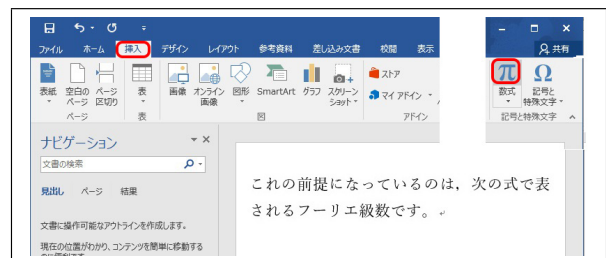 ファイル ホーム 挿入 デザイン レイアウト 参考資料 差し込み文書 校閲 表示 共有
表紙 空白の ページ 表 画像 オンライン 図形 SmartArt グラフ スクリーン ストア 数式 記号と
ページ 区切り 画像 ショット マイ アドイン 特殊文字
ページ 表 図 アドイン 記号と特殊文字
ナビゲーション
文書の検索
見出し ページ 結果
これの前提になっているのは，次の式で表
されるフーリエ級数です。
文書に操作可能なアウトラインを作成します。
現在の位置がわかり、コンテンツを簡単に移動する